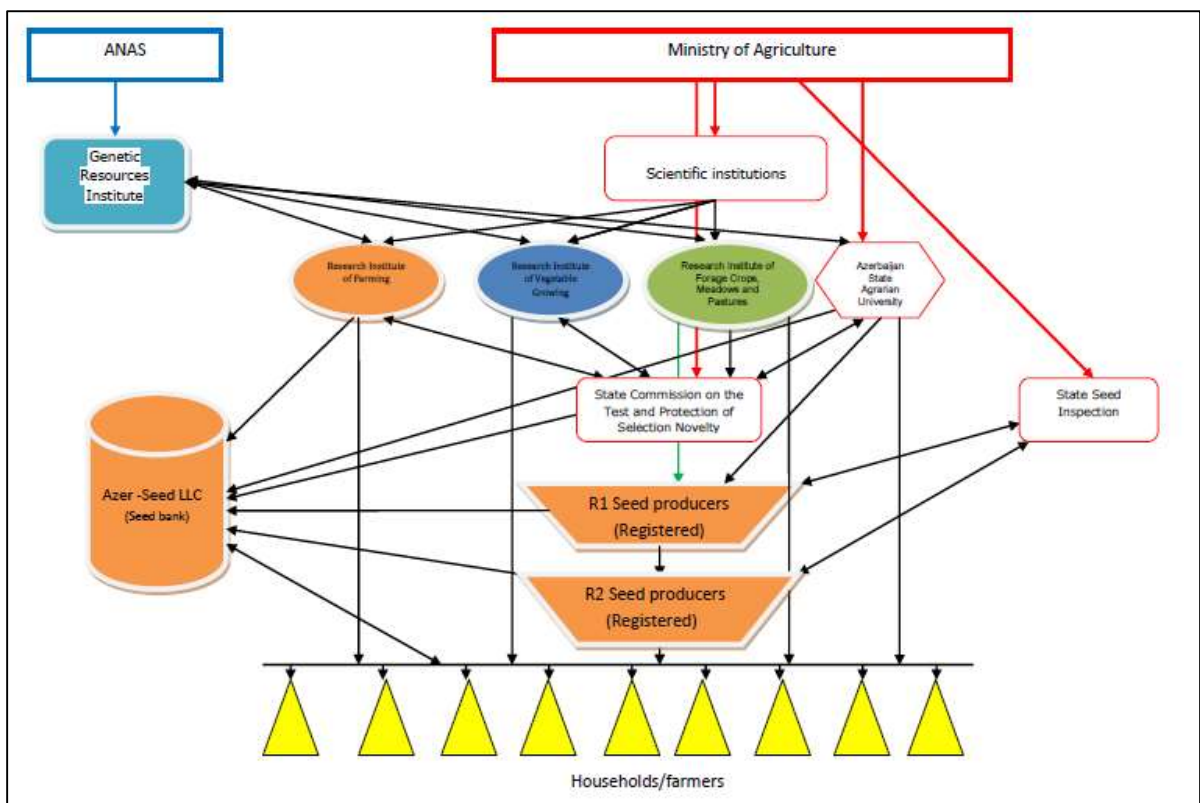 ANAS
Ministry of Agriculture
Genetic
Resources
Institute
Scientific institutions
Research Institute
of Farming
Research Institute
of Vegetable
Growing
Research Institute of
Forage Crops,
Meadows and
Pastures
Azerbaijan
State
Agrarian
University
State Commission on the
Test and Protection of
Selection Novelty
State Seed
Inspection
Azer -Seed LLC
(Seed bank)
R1 Seed producers
(Registered)
R2 Seed producers
(Registered)
Households/farmers